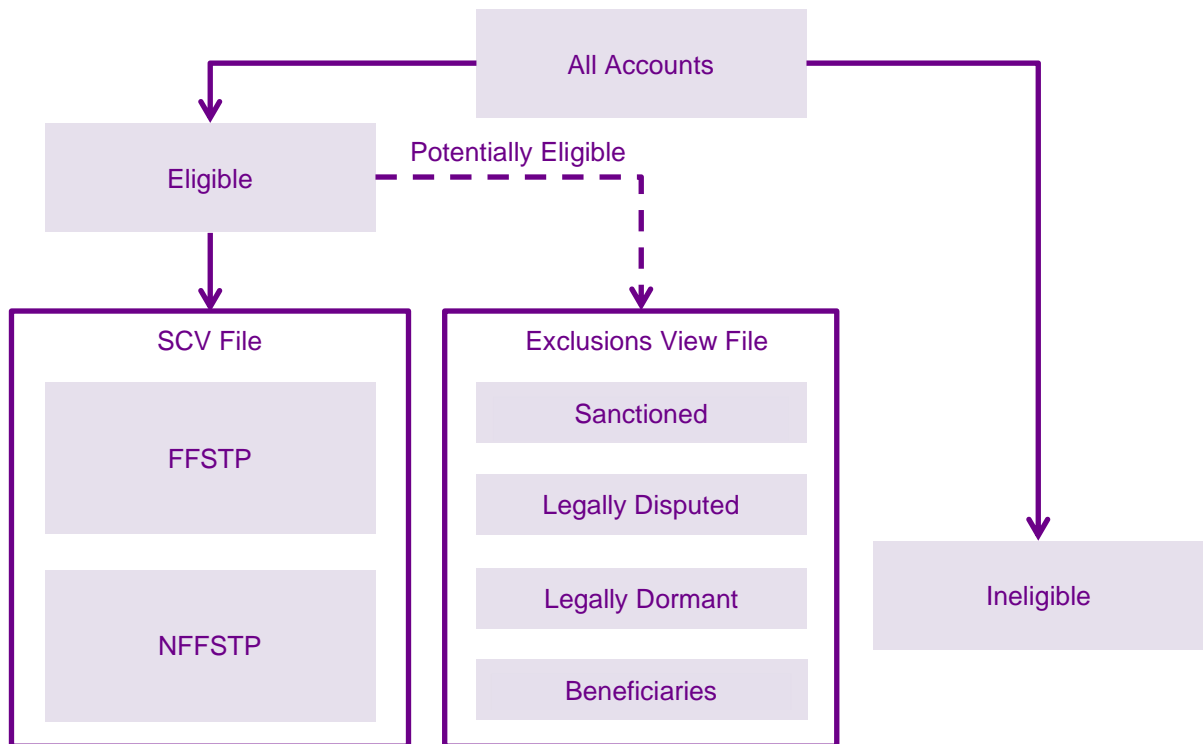 All Accounts
Potentially Eligible
Eligible
SCV File
Exclusions View File
FFSTP
NFFSTP
Sanctioned
Legally Disputed
Legally Dormant
Beneficiaries
Ineligible